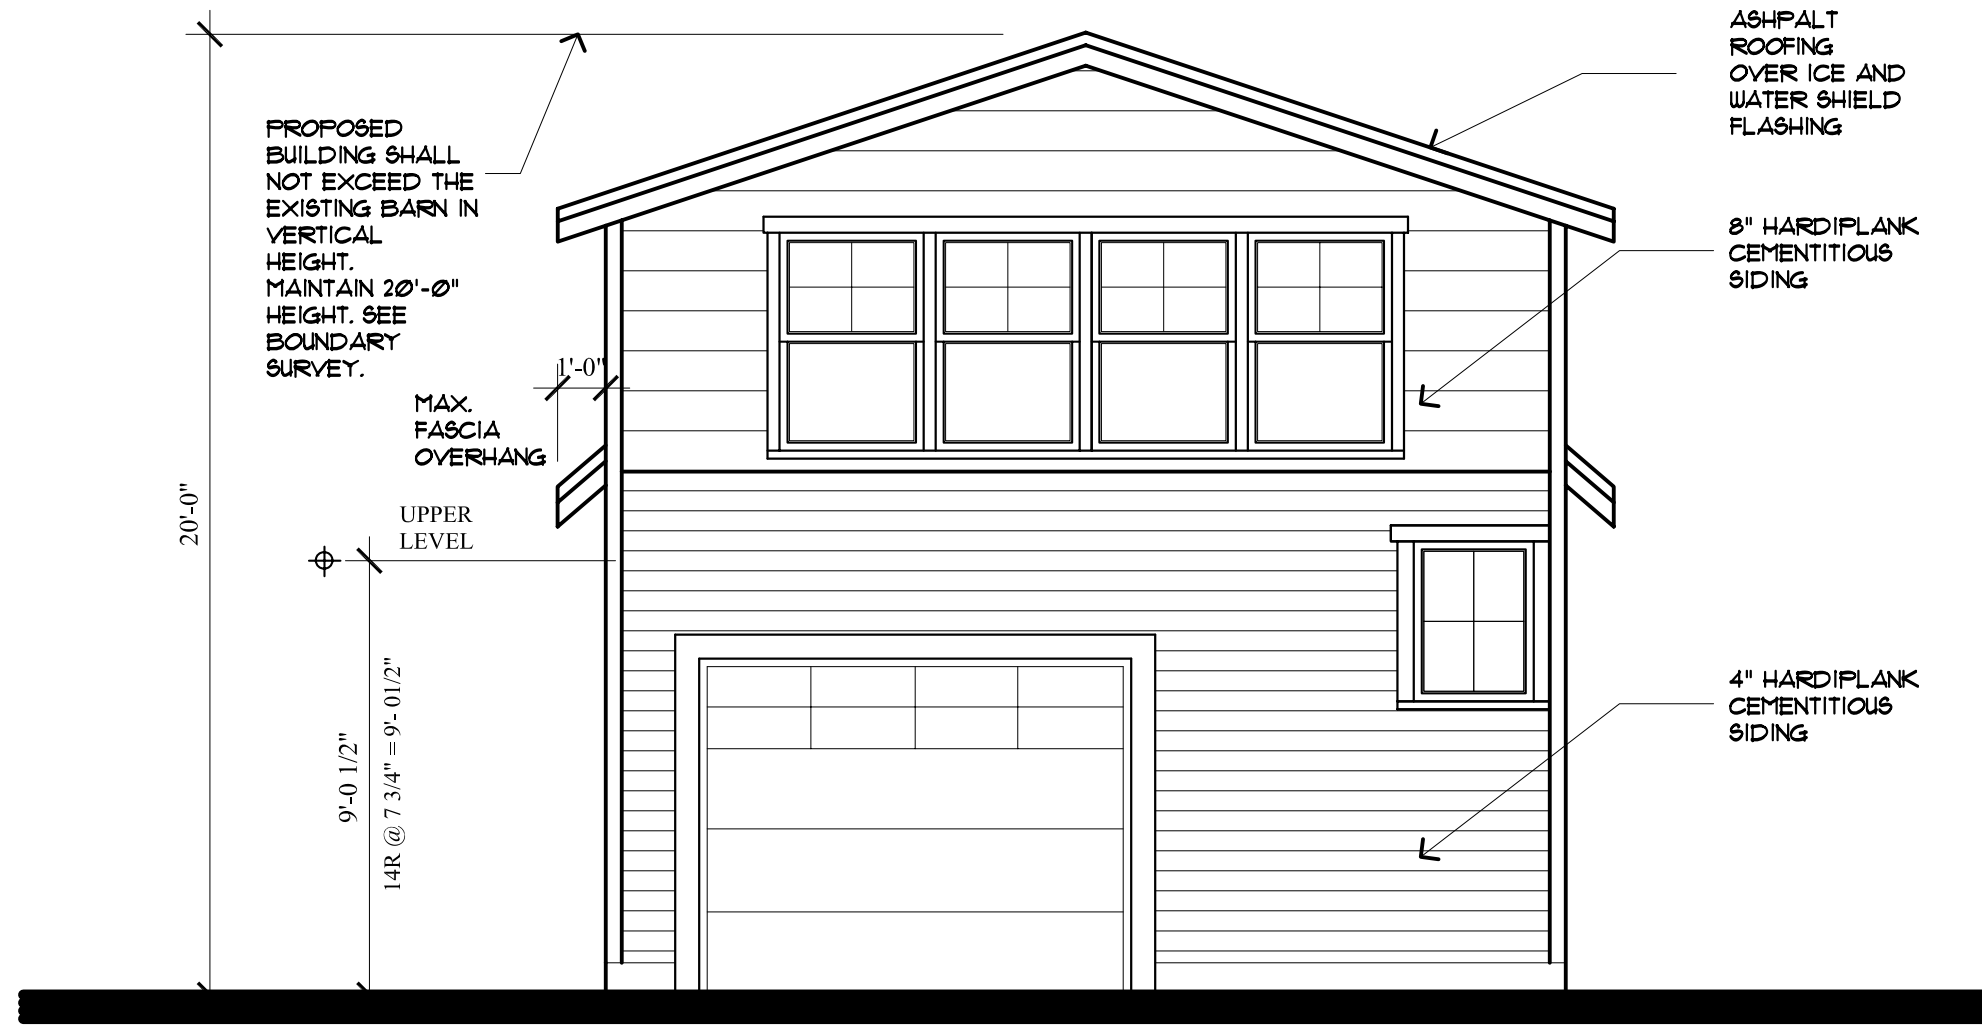 ASHPALT
ROOFING
OVER ICE AND
WATER SHIELD
FLASHING
PROPOSED
BUILDING SHALL
NOT EXCEED THE
EXISTING BARN IN
VERTICAL
HEIGHT.
MAINTAIN 20'-0"
HEIGHT. SEE
BOUNDARY
SURVEY.
8" HARDIPLANK
CEMENTITIOUS
SIDING
1'-0"
MAX.
FASCIA
OVERHANG
20'-0"
UPPER
LEVEL
9'-0 1/2"
14R @ 7 3/4" = 9'- 01/2"
4" HARDIPLANK
CEMENTITIOUS
SIDING